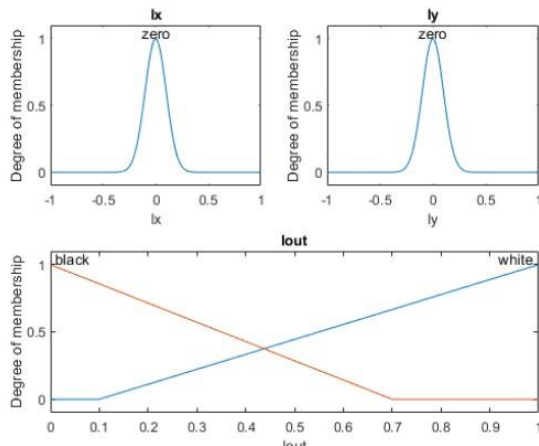 Ix
zero
1
0.5
0
Degree of membership
-1 -0.5 0 0.5 1
Ix
Iy
zero
1
0.5
0
Degree of membership
-1 -0.5 0 0.5 1
Iy
Iout
black white
1
0.5
0
Degree of membership
0 0.1 0.2 0.3 0.4 0.5 0.6 0.7 0.8 0.9 1
Iout